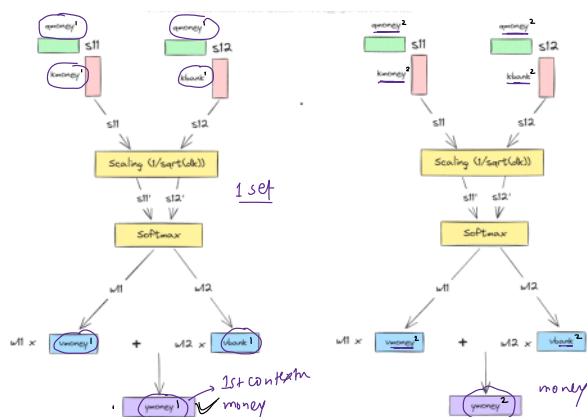 qmoney¹
qmoney¹
qmoney²
qmoney²
s11
s12
s11
s12
kmoney¹
kbank¹
kmoney²
kbank²
s11
s12
s11
s12
Scaling (1/sqrt(dk))
Scaling (1/sqrt(dk))
s11'
s12'
1 set
s11'
s12'
Softmax
Softmax
w11
w12
w11
w12
w11 x
vmoney¹
+
w12 x
vbank¹
w11 x
vmoney²
+
w12 x
vbank²
1st
ymoney¹
money
ymoney²
money